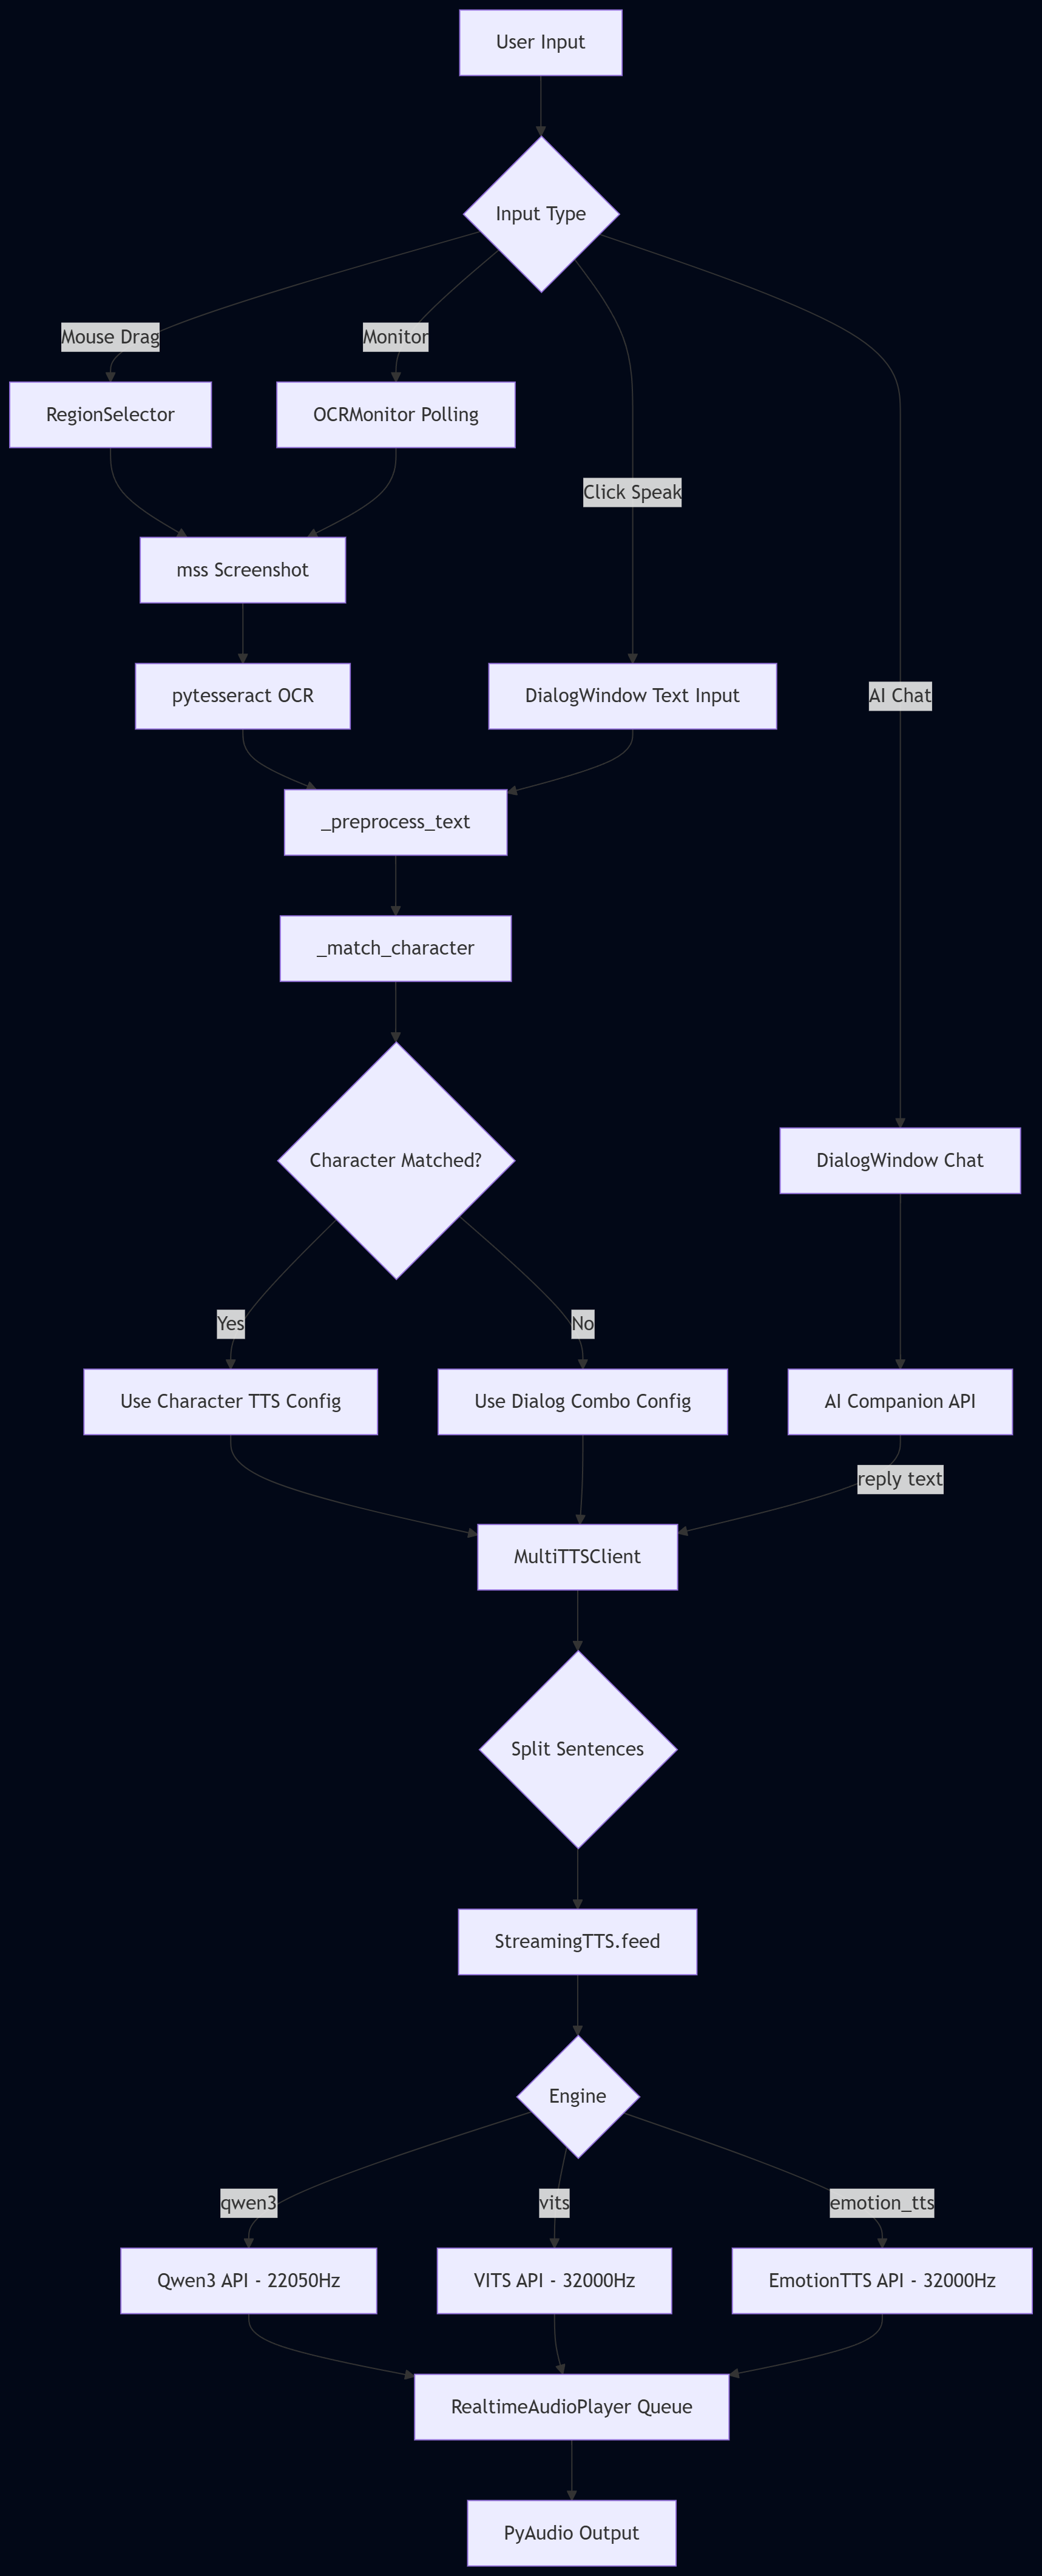 User Input
Input Type
Mouse Drag
Monitor
RegionSelector
OCRMonitor Polling
Click Speak
mss Screenshot
pytesseract OCR
DialogWindow Text Input
AI Chat
_preprocess_text
_match_character
Character Matched?
DialogWindow Chat
Yes
No
Use Character TTS Config
Use Dialog Combo Config
AI Companion API
reply text
MultiTTSClient
Split Sentences
StreamingTTS.feed
Engine
qwen3
vits
emotion_tts
Qwen3 API - 22050Hz
VITS API - 32000Hz
EmotionTTS API - 32000Hz
RealtimeAudioPlayer Queue
PyAudio Output